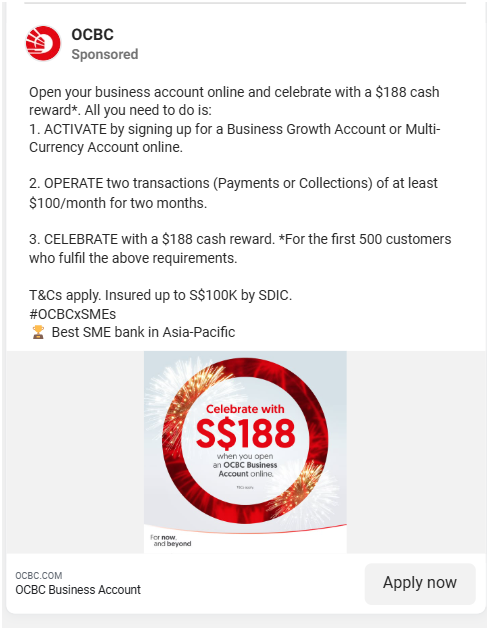 OCBC
Sponsored
Open your business account online and celebrate with a $188 cash
reward*. All you need to do is:
1. ACTIVATE by signing up for a Business Growth Account or Multi-
Currency Account online.
2. OPERATE two transactions (Payments or Collections) of at least
$100/month for two months.
3. CELEBRATE with a $188 cash reward. *For the first 500 customers
who fulfil the above requirements.
T&Cs apply. Insured up to S$100K by SDIC.
#OCBCxSMEs
🏆 Best SME bank in Asia-Pacific
Celebrate with
S$188
when you open
an OCBC Business
Account online.
For now,
and beyond
OCBC.COM
OCBC Business Account
Apply now